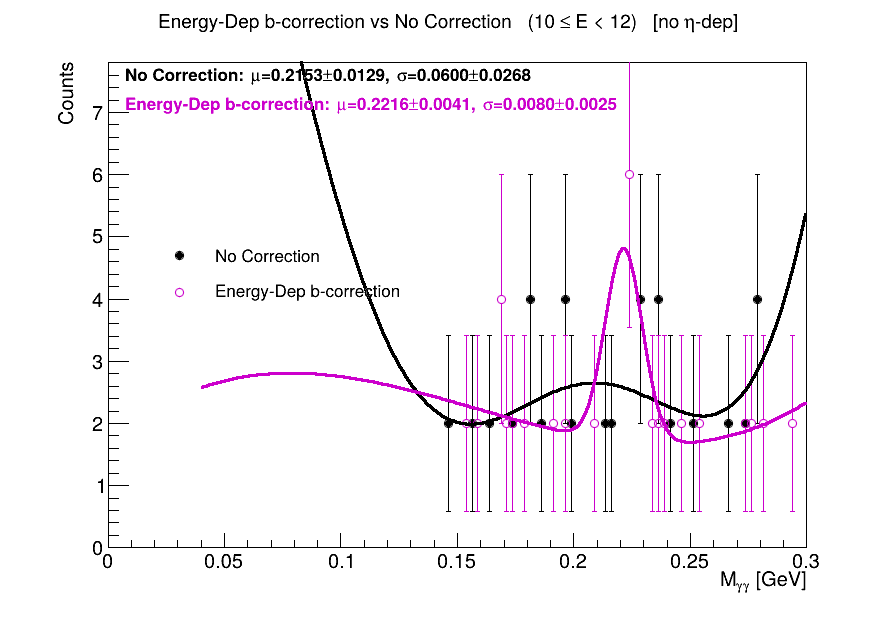 Energy-Dep b-correction vs No Correction (10 ≤ E < 12) [no η-dep]
Counts
No Correction: μ=0.2153±0.0129, σ=0.0600±0.0268
Energy-Dep b-correction: μ=0.2216±0.0041, σ=0.0080±0.0025
7
6
5
4
3
2
1
0
No Correction
Energy-Dep b-correction
0 0.05 0.1 0.15 0.2 0.25 0.3
M_γγ [GeV]